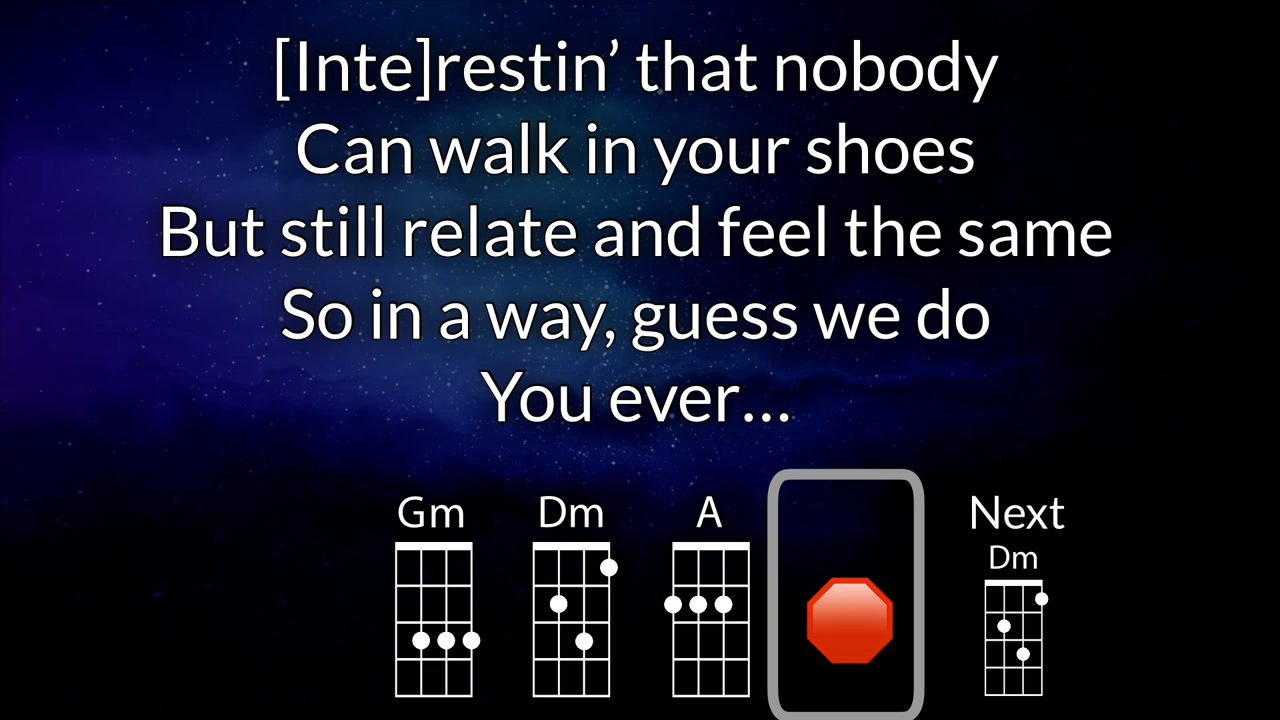 [Inte]restin’ that nobody
Can walk in your shoes
But still relate and feel the same
So in a way, guess we do
You ever...
Gm Dm A Next
Dm